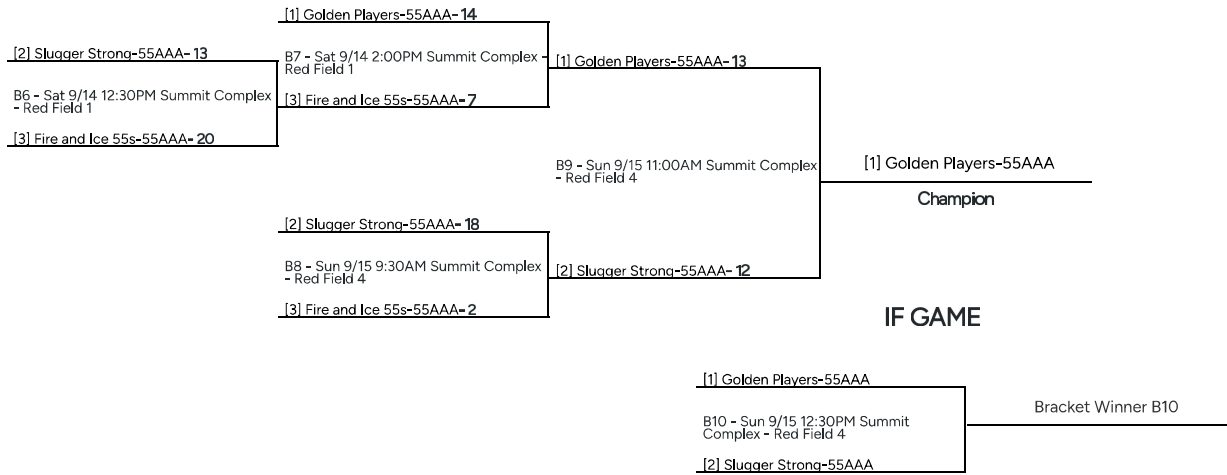 [1] Golden Players-55AAA- 14
[2] Slugger Strong-55AAA- 13
B7 - Sat 9/14 2:00PM Summit Complex -
Red Field 1
[1] Golden Players-55AAA- 13
B6 - Sat 9/14 12:30PM Summit Complex
- Red Field 1
[3] Fire and Ice 55s-55AAA- 7
[3] Fire and Ice 55s-55AAA- 20
B9 - Sun 9/15 11:00AM Summit Complex
- Red Field 4
[1] Golden Players-55AAA
Champion
[2] Slugger Strong-55AAA- 18
B8 - Sun 9/15 9:30AM Summit Complex
- Red Field 4
[2] Slugger Strong-55AAA- 12
[3] Fire and Ice 55s-55AAA- 2
IF GAME
[1] Golden Players-55AAA
Bracket Winner B10
B10 - Sun 9/15 12:30PM Summit
Complex - Red Field 4
[2] Slugger Strong-55AAA